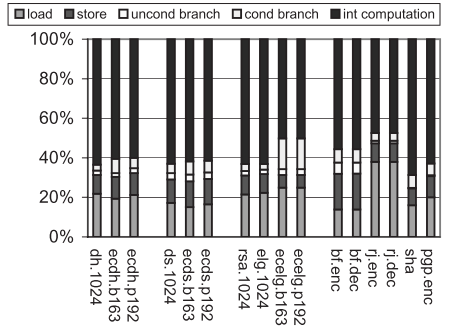 load store uncond branch cond branch int computation
100%
80%
60%
40%
20%
0%
dh.1024
ecdh.b163
ecdh.p192
ds.1024
ecds.b163
ecds.p192
rsa.1024
elg.1024
ecelg.b163
ecelg.p192
bf.enc
bf.dec
rj.enc
rj.dec
sha
pgp.enc